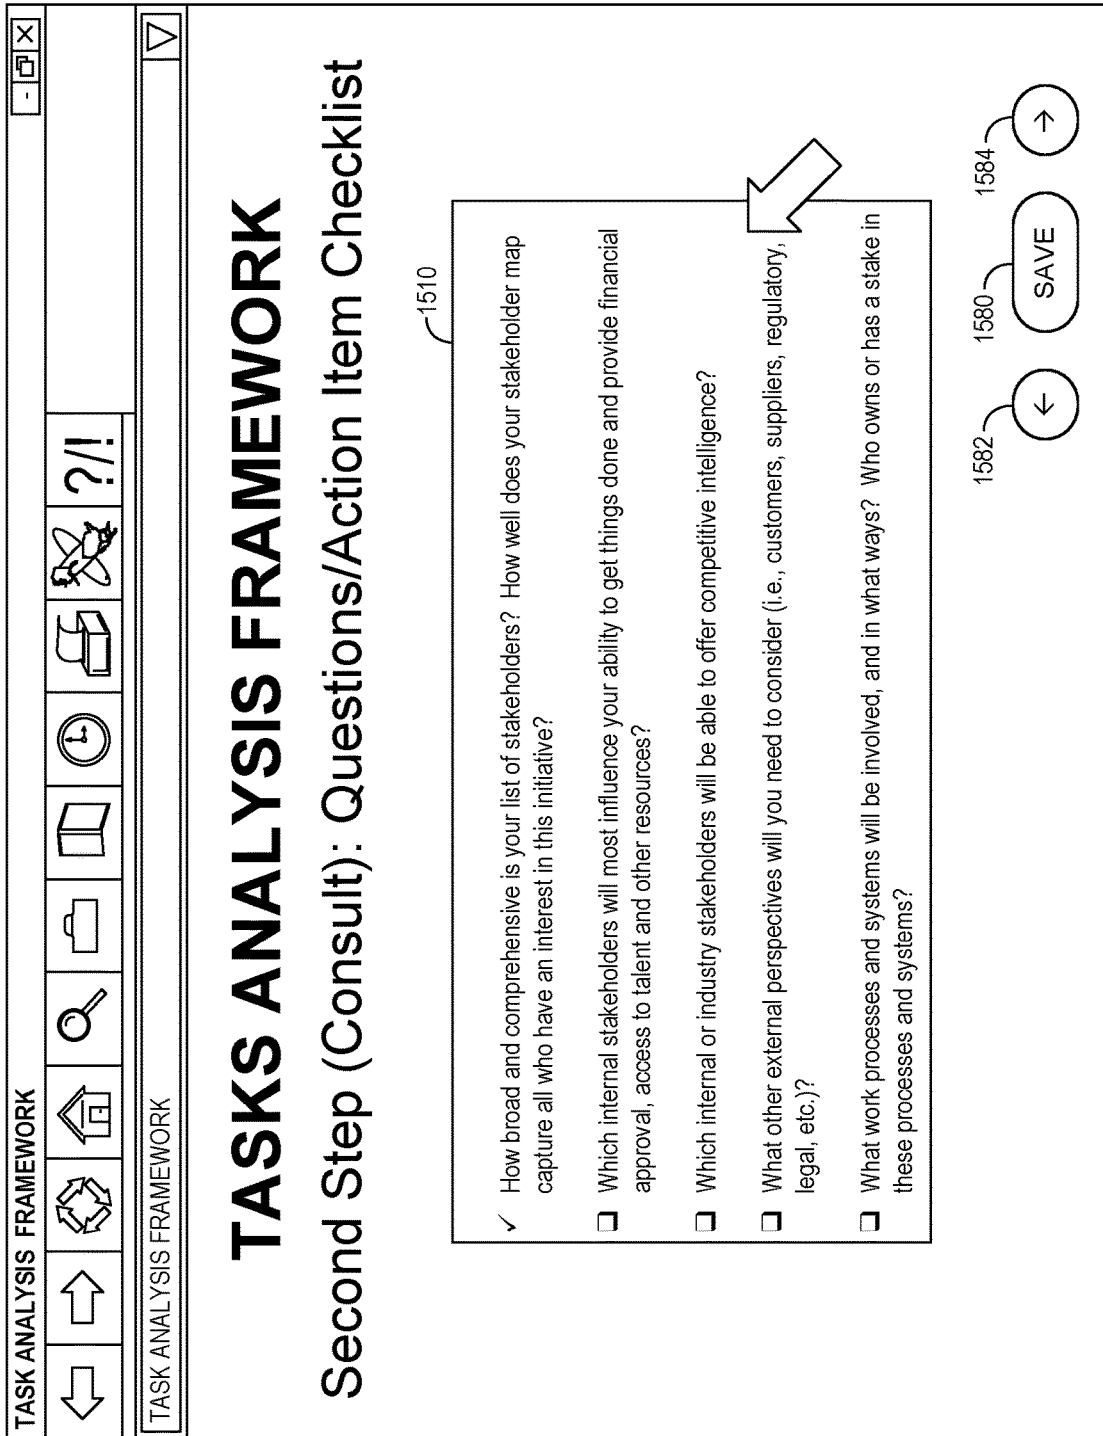 TASK ANALYSIS FRAMEWORK
?/!
TASK ANALYSIS FRAMEWORK
TASKS ANALYSIS FRAMEWORK
Second Step (Consult): Questions/Action Item Checklist
1510
✓ How broad and comprehensive is your list of stakeholders? How well does your stakeholder map
capture all who have an interest in this initiative?
❑ Which internal stakeholders will most influence your ability to get things done and provide financial
approval, access to talent and other resources?
❑ Which internal or industry stakeholders will be able to offer competitive intelligence?
❑ What other external perspectives will you need to consider (i.e., customers, suppliers, regulatory,
legal, etc.)?
❑ What work processes and systems will be involved, and in what ways? Who owns or has a stake in
these processes and systems?
1582
1580
1584
SAVE